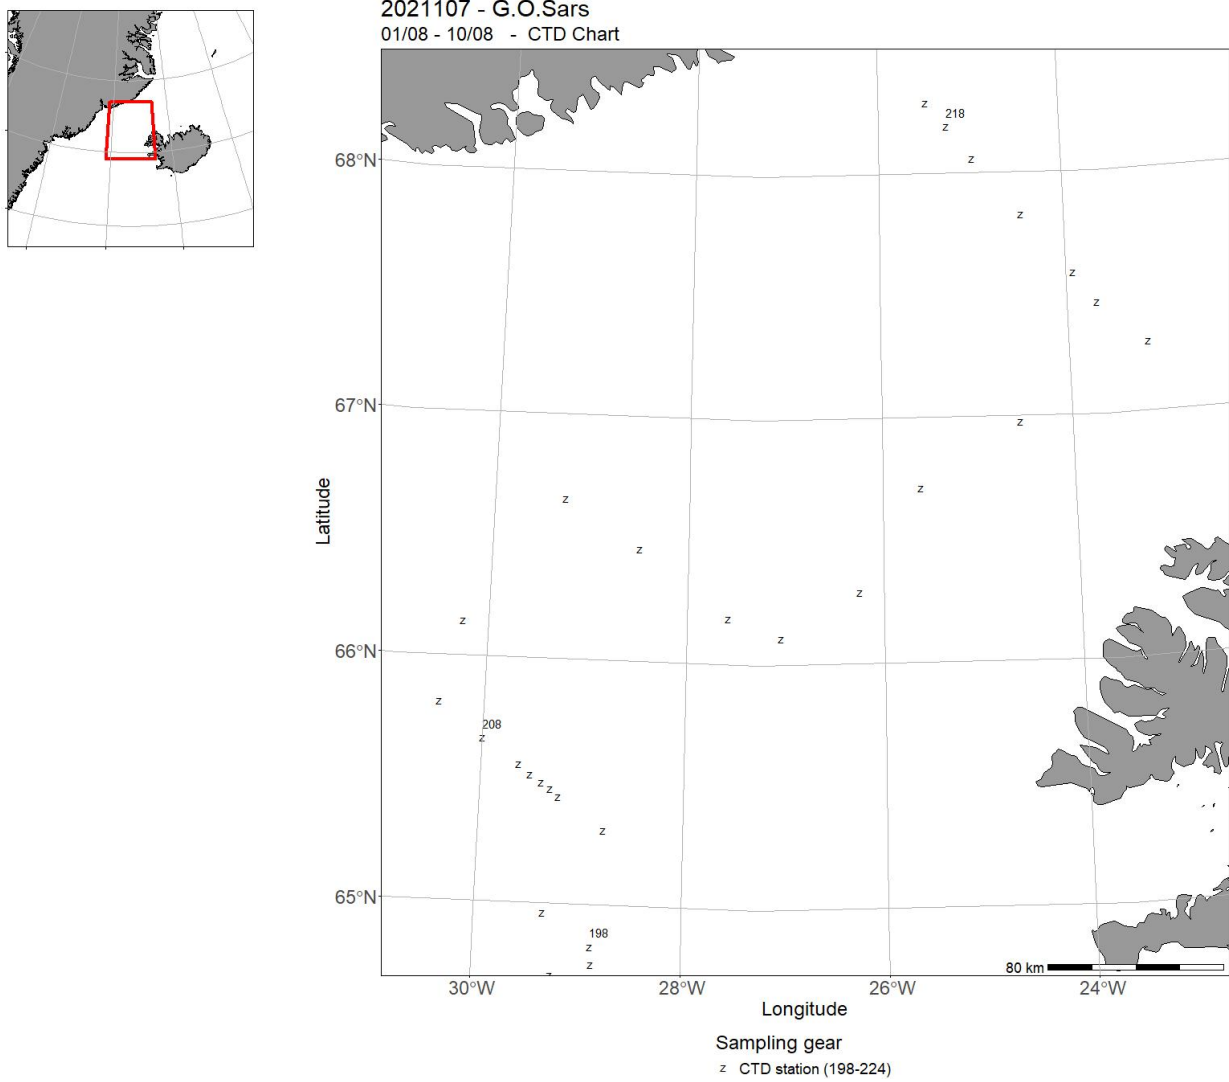 2021107 - G.O.Sars
01/08 - 10/08 - CTD Chart
218
z
z
z
68°N
z
z
z
z
67°N
z
z
z
z
z
z
z
z
66°N
z
208
z
z
z
z
z
z
z
65°N
z
198
z
z
80 km
30°W
28°W
26°W
24°W
Latitude
Longitude
Sampling gear
z CTD station (198-224)